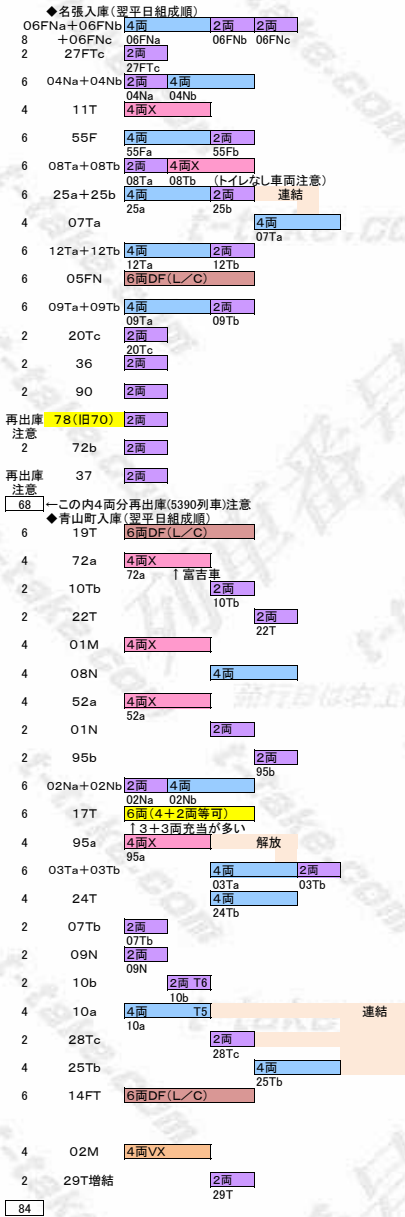 ◆名張入庫(翌平日組成順)
06FNa+06FNb 4両 2両 2両
8 +06FNc 06FNa 06FNb 06FNc
2 27FTc 2両
27FTc
6 04Na+04Nb 2両 4両
04Na 04Nb
4 11T 4両X
6 55F 4両 2両
55Fa 55Fb
6 08Ta+08Tb 2両 4両X
08Ta 08Tb (トイレなし車両注意)
6 25a+25b 4両 2両 連結
25a 25b
4 07Ta 4両
07Ta
6 12Ta+12Tb 4両 2両
12Ta 12Tb
6 05FN 6両DF(L/C)
6 09Ta+09Tb 4両 2両
09Ta 09Tb
2 20Tc 2両
20Tc
2 36 2両
2 90 2両
再出庫 78(旧70) 2両
注意
2 72b 2両
再出庫 37 2両
注意
68 ←この内4両分再出庫(5390列車)注意
◆青山町入庫(翌平日組成順)
6 19T 6両DF(L/C)
4 72a 4両X
72a ↑富吉車
2 10Tb 2両
10Tb
2 22T 2両
22T
4 01M 4両X
4 08N 4両
4 52a 4両X
52a
2 01N 2両
2 95b 2両
95b
6 02Na+02Nb 2両 4両
02Na 02Nb
6 17T 6両(4+2両等可)
↑3+3両充当が多い
4 95a 4両X 解放
95a
6 03Ta+03Tb 4両 2両
03Ta 03Tb
4 24T 4両
24Tb
2 07Tb 2両
07Tb
2 09N 2両
09N
2 10b 2両 T6
10b
4 10a 4両 T5 連結
10a
2 28Tc 2両
28Tc
4 25Tb 4両
25Tb
6 14FT 6両DF(L/C)
4 02M 4両VX
2 29T増結 2両
29T
84